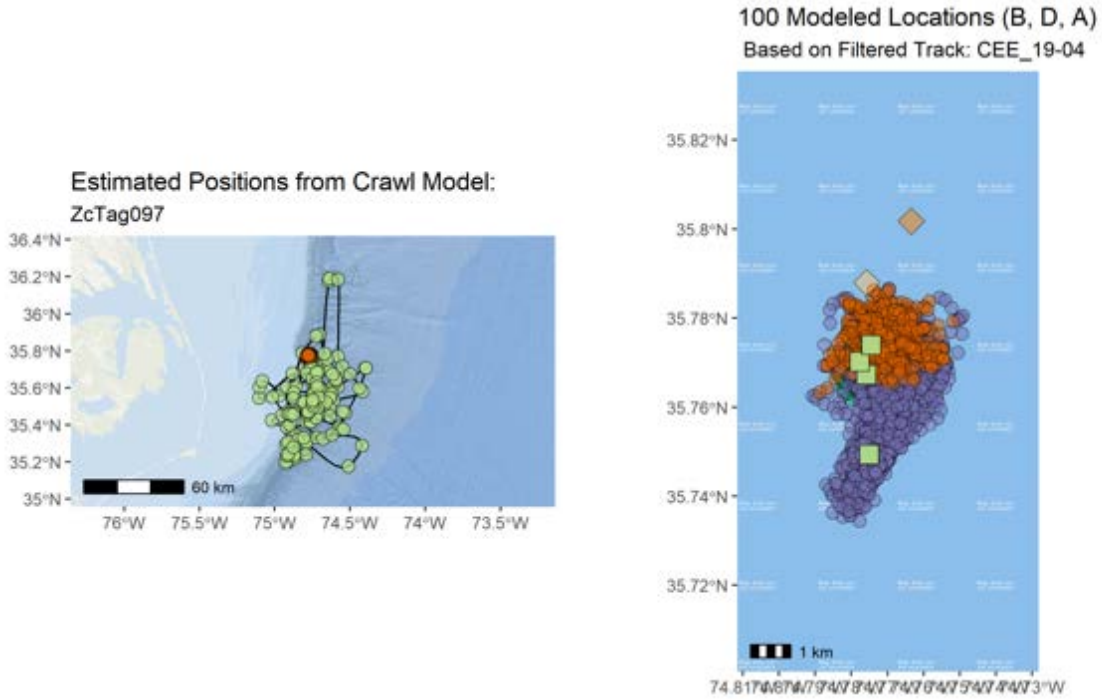 100 Modeled Locations (B, D, A)
Based on Filtered Track: CEE_19-04
Estimated Positions from Crawl Model:
ZcTag097
36.4°N
36.2°N
36°N
35.8°N
35.6°N
35.4°N
35.2°N
35°N
60 km
76°W
75.5°W
75°W
74.5°W
74°W
73.5°W
35.82°N
35.8°N
35.78°N
35.76°N
35.74°N
35.72°N
1 km